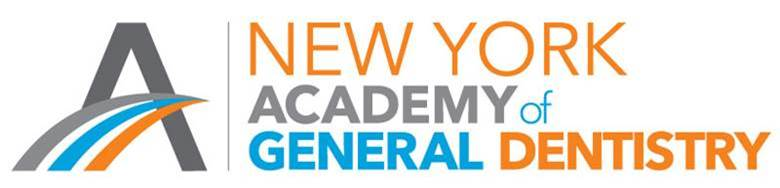 NEW YORK
ACADEMY of
GENERAL DENTISTRY